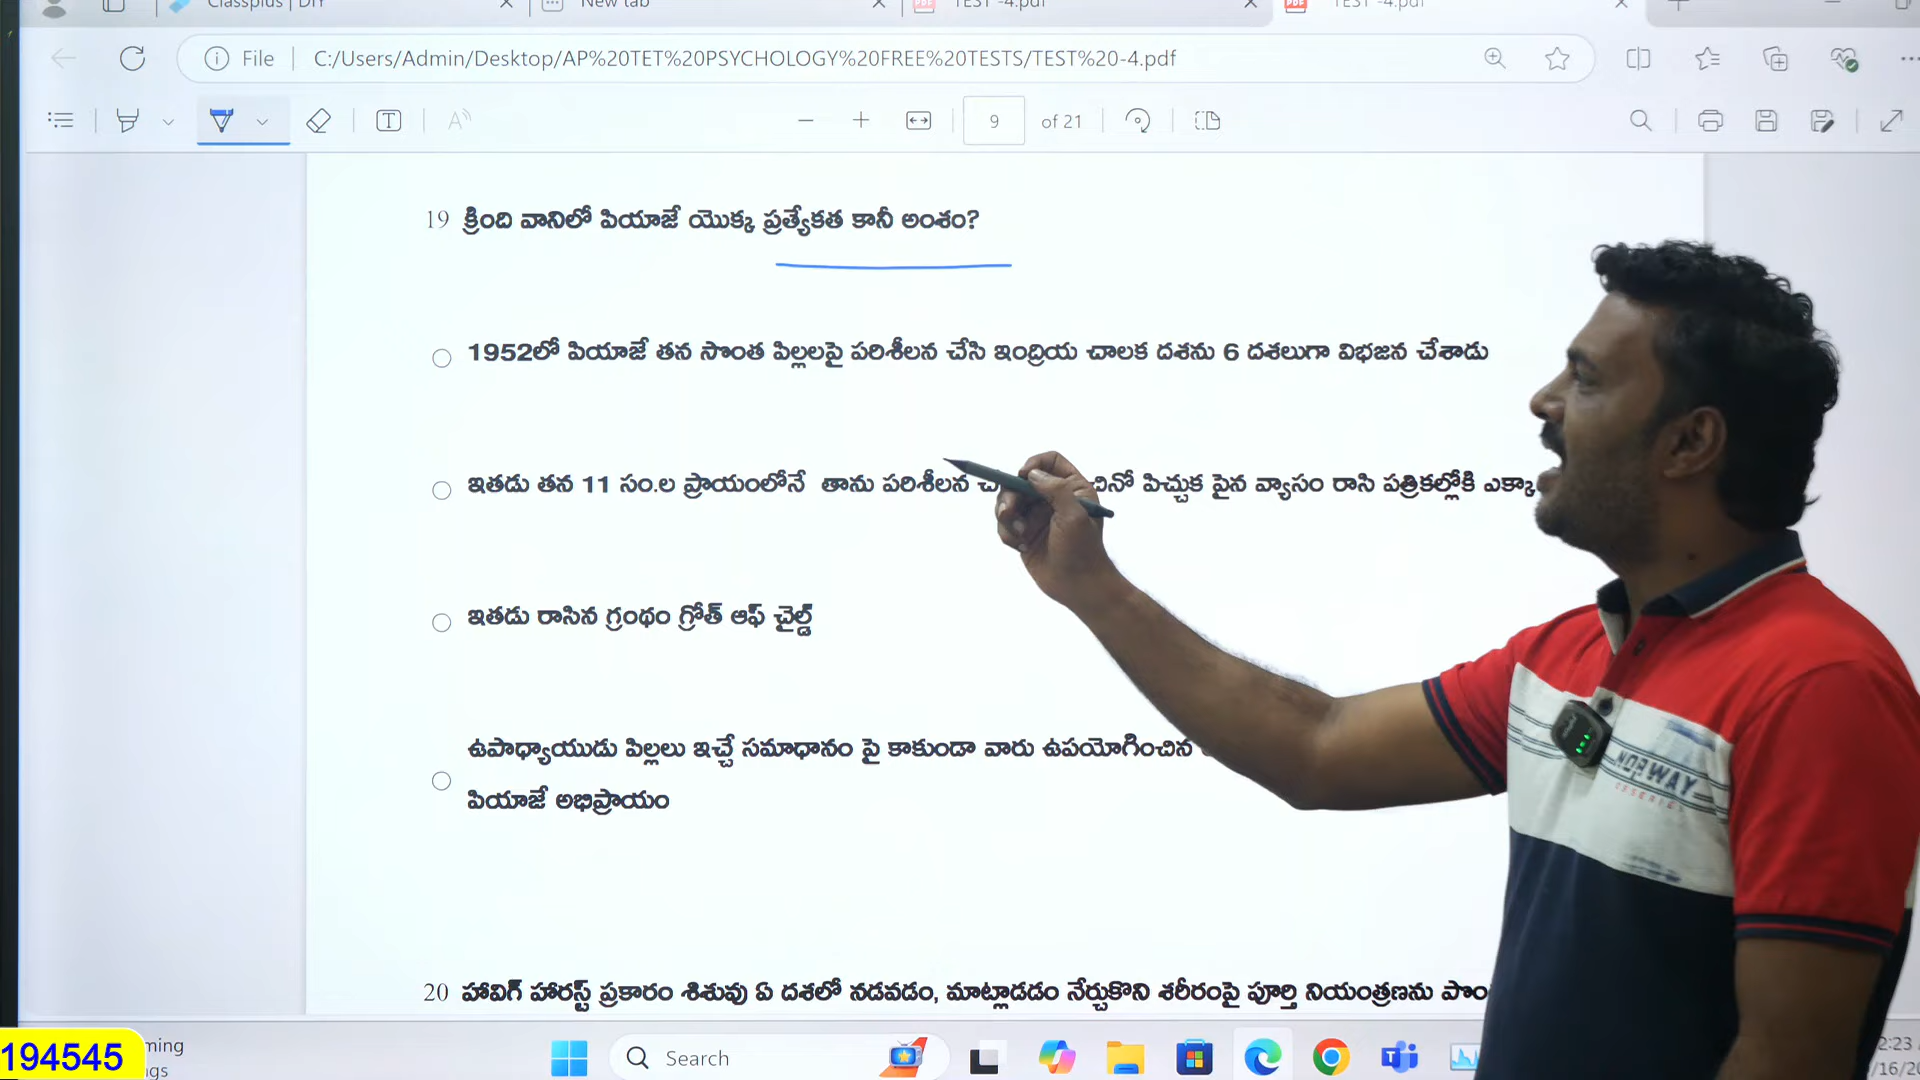 Classplus | DIY
New tab
TEST -4.pdf
TEST -4.pdf
File
C:/Users/Admin/Desktop/AP%20TET%20PSYCHOLOGY%20FREE%20TESTS/TEST%20-4.pdf
9 of 21
19 క్రింది వానిలో పియాజే యొక్క ప్రత్యేకత కానీ అంశం?
1952లో పియాజే తన సొంత పిల్లలపై పరిశీలన చేసి ఇంద్రియ చాలక దశను 6 దశలుగా విభజన చేశాడు
ఇతడు తన 11 సం.ల ప్రాయంలోనే తాను పరిశీలన పిచ్చుక పైన వ్యాసం రాసి పత్రికల్లోకి
ఇతడు రాసిన గ్రంథం గ్రోత్ ఆఫ్ చైల్డ్
ఉపాధ్యాయుడు పిల్లలు ఇచ్చే సమాధానం పై కాకుండా వారు ఉపయోగించిన
పియాజే అభిప్రాయం
20 హావిగ్ హారస్ట్ ప్రకారం శిశువు ఏ దశలో నడవడం, మాట్లాడడం నేర్చుకొని శరీరంపై పూర్తి నియంత్రణను
194545
Search
NORWAY